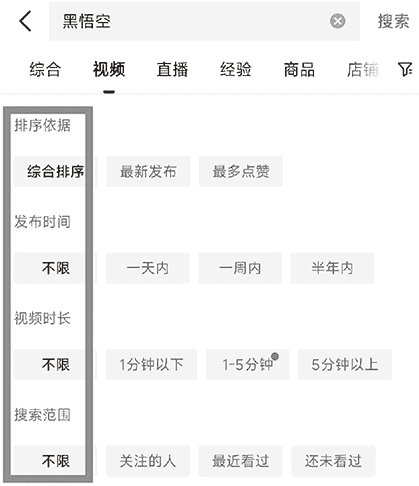 黑悟空 搜索
综合 视频 直播 经验 商品 店铺
排序依据
综合排序 最新发布 最多点赞
发布时间
不限 一天内 一周内 半年内
视频时长
不限 1分钟以下 1-5分钟 5分钟以上
搜索范围
不限 关注的人 最近看过 还未看过